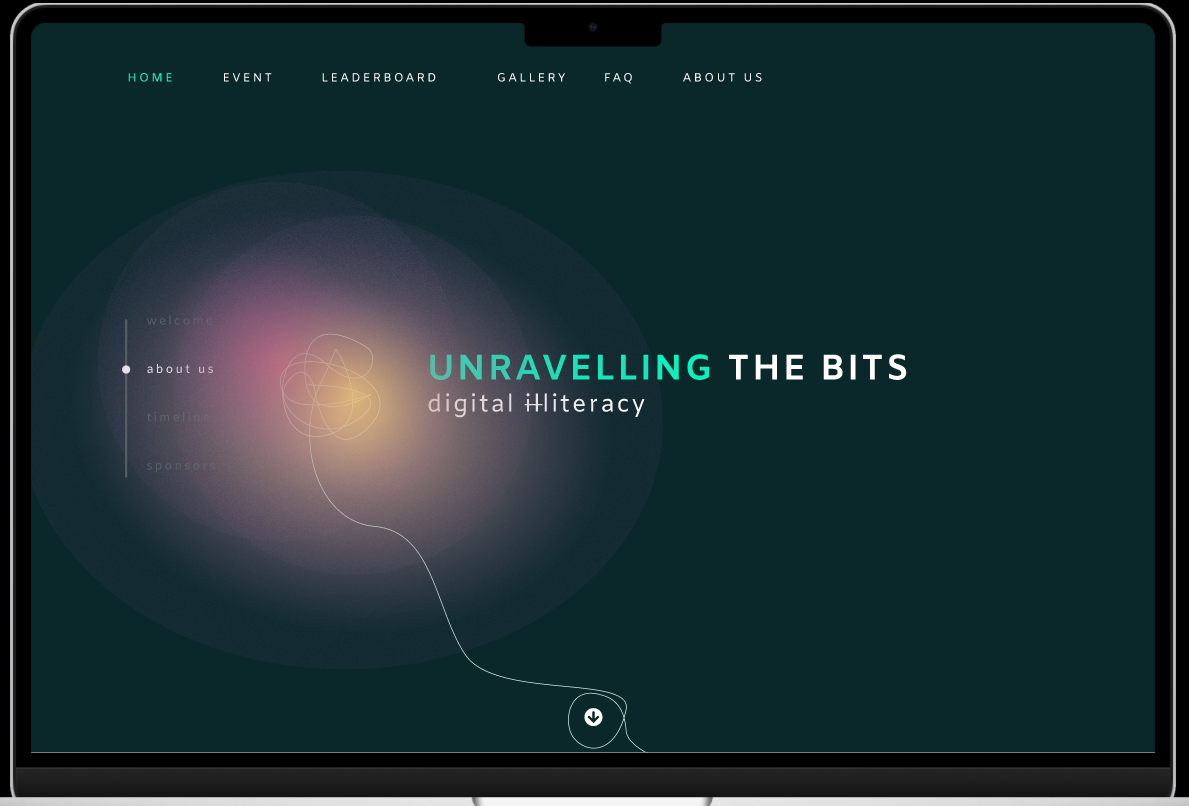 HOME EVENT LEADERBOARD GALLERY FAQ ABOUT US
welcome
about us
timeline
sponsors
UNRAVELLING THE BITS
digital illiteracy